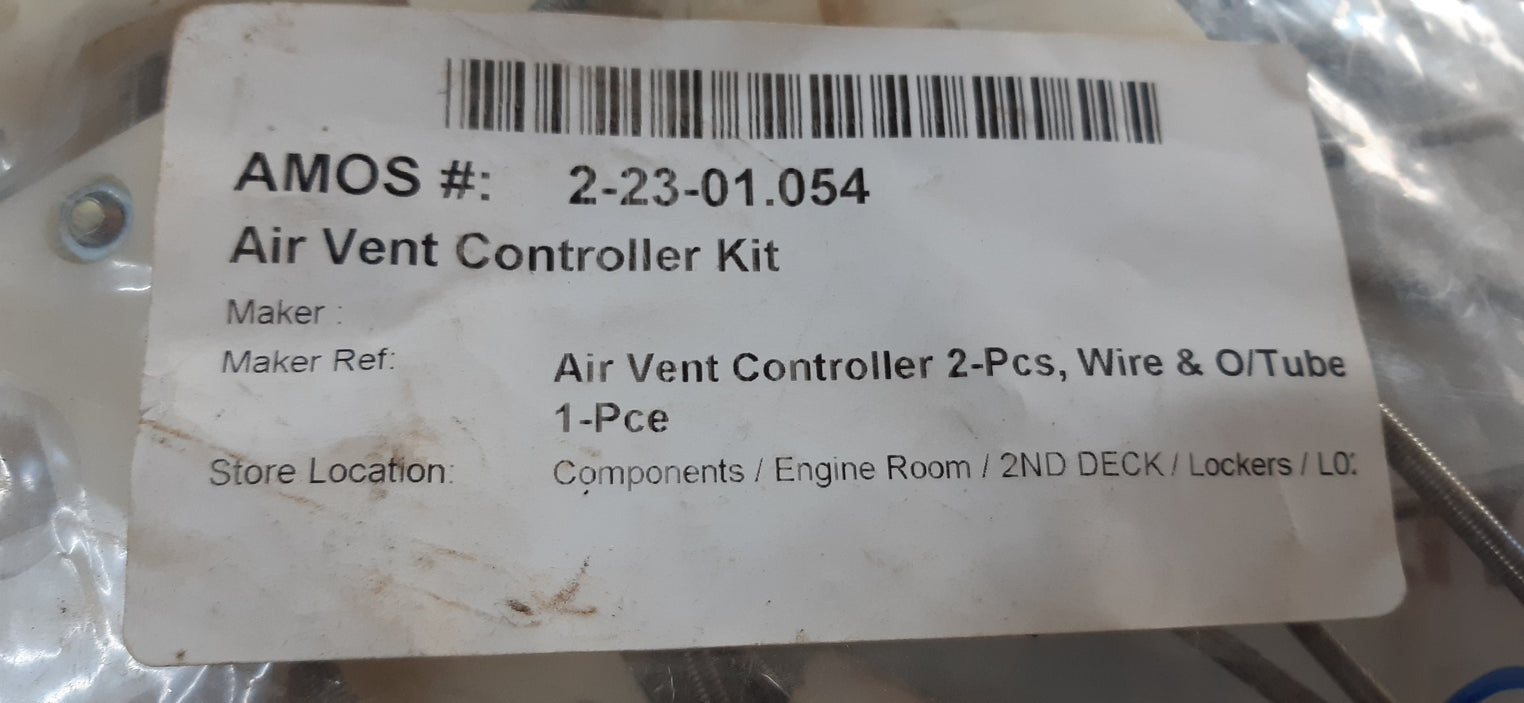 AMOS #: 2-23-01.054
Air Vent Controller Kit
Maker :
Maker Ref: Air Vent Controller 2-Pcs, Wire & O/Tube
1-Pce
Store Location: Components / Engine Room / 2ND DECK / Lockers /